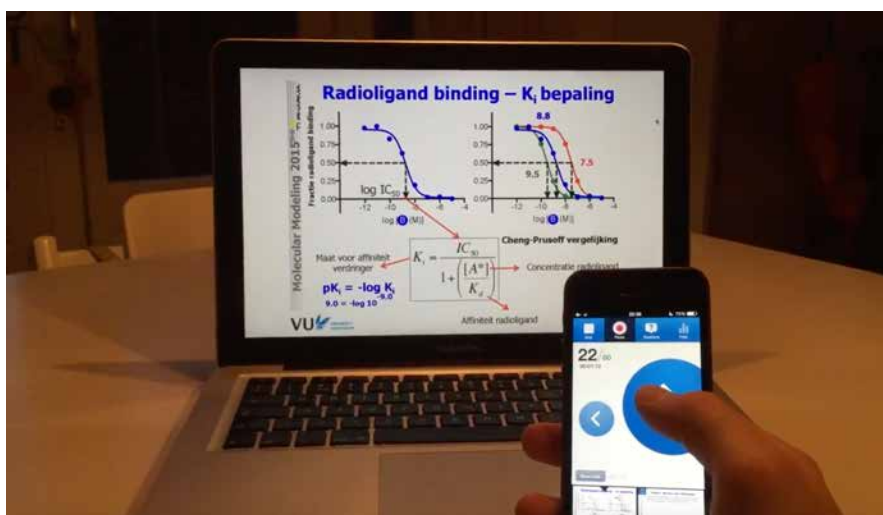 Radioligand binding – Ki bepaling
Molecular Modeling 2015
Fractie radioligand binding
1.00
0.75
0.50
0.25
0.00
log IC50
-12 -10 -8 -6 -4
log [B (M)]
8.8
1.00
0.75
0.50
0.25
0.00
7.5
9.5
-12 -10 -8 -6 -4
log [B (M)]
Cheng-Prusoff vergelijking
Maat voor affiniteit
verdringer
Ki = IC50 / 1 + ([A*] / Kd)
Concentratie radioligand
pKi = -log Ki
9.0 = -log 10-9.0
Affiniteit radioligand
VU
22/60